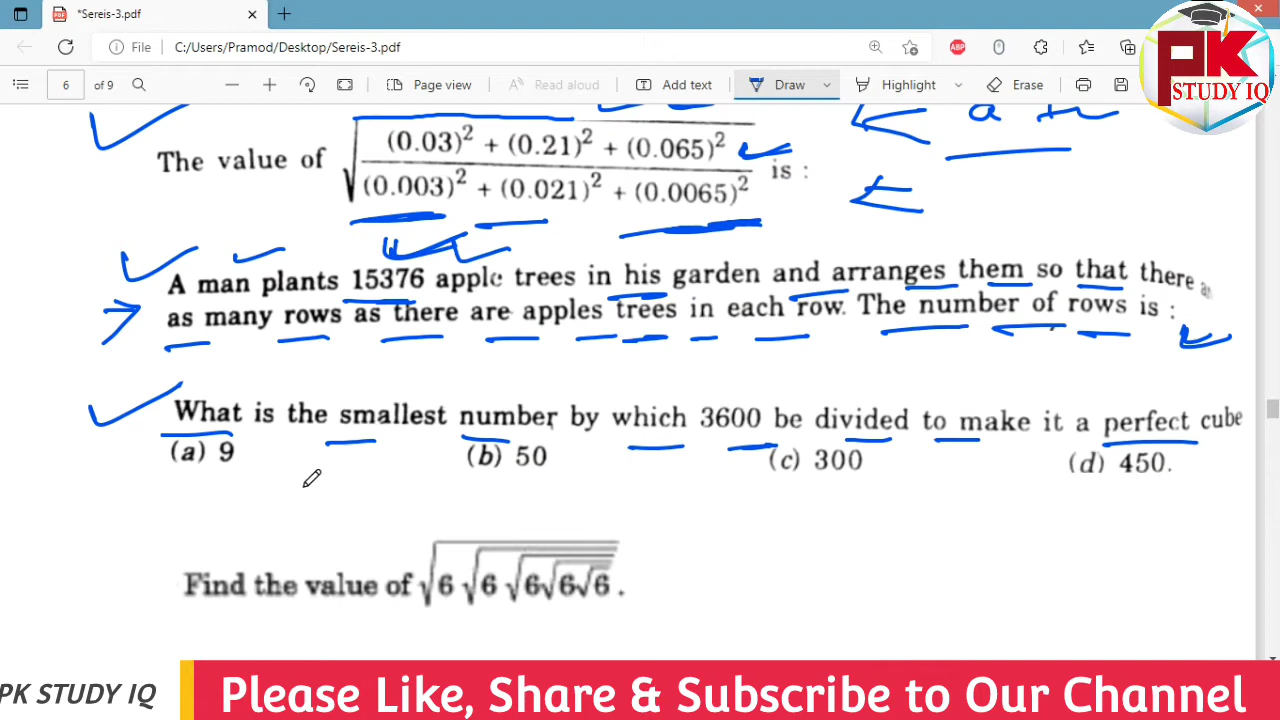 *Sereis-3.pdf
File C:/Users/Pramod/Desktop/Sereis-3.pdf
6 of 9 Page view Read aloud Add text Draw Highlight Erase
PK
STUDY IQ
The value of √(((0.03)² + (0.21)² + (0.065)²)/((0.003)² + (0.021)² + (0.0065)²)) is :
A man plants 15376 apple trees in his garden and arranges them so that there
as many rows as there are apples trees in each row. The number of rows is :
What is the smallest number by which 3600 be divided to make it a perfect cube
(a) 9 (b) 50 (c) 300 (d) 450.
Find the value of √6√6√6√6√6.
PK STUDY IQ Please Like, Share & Subscribe to Our Channel